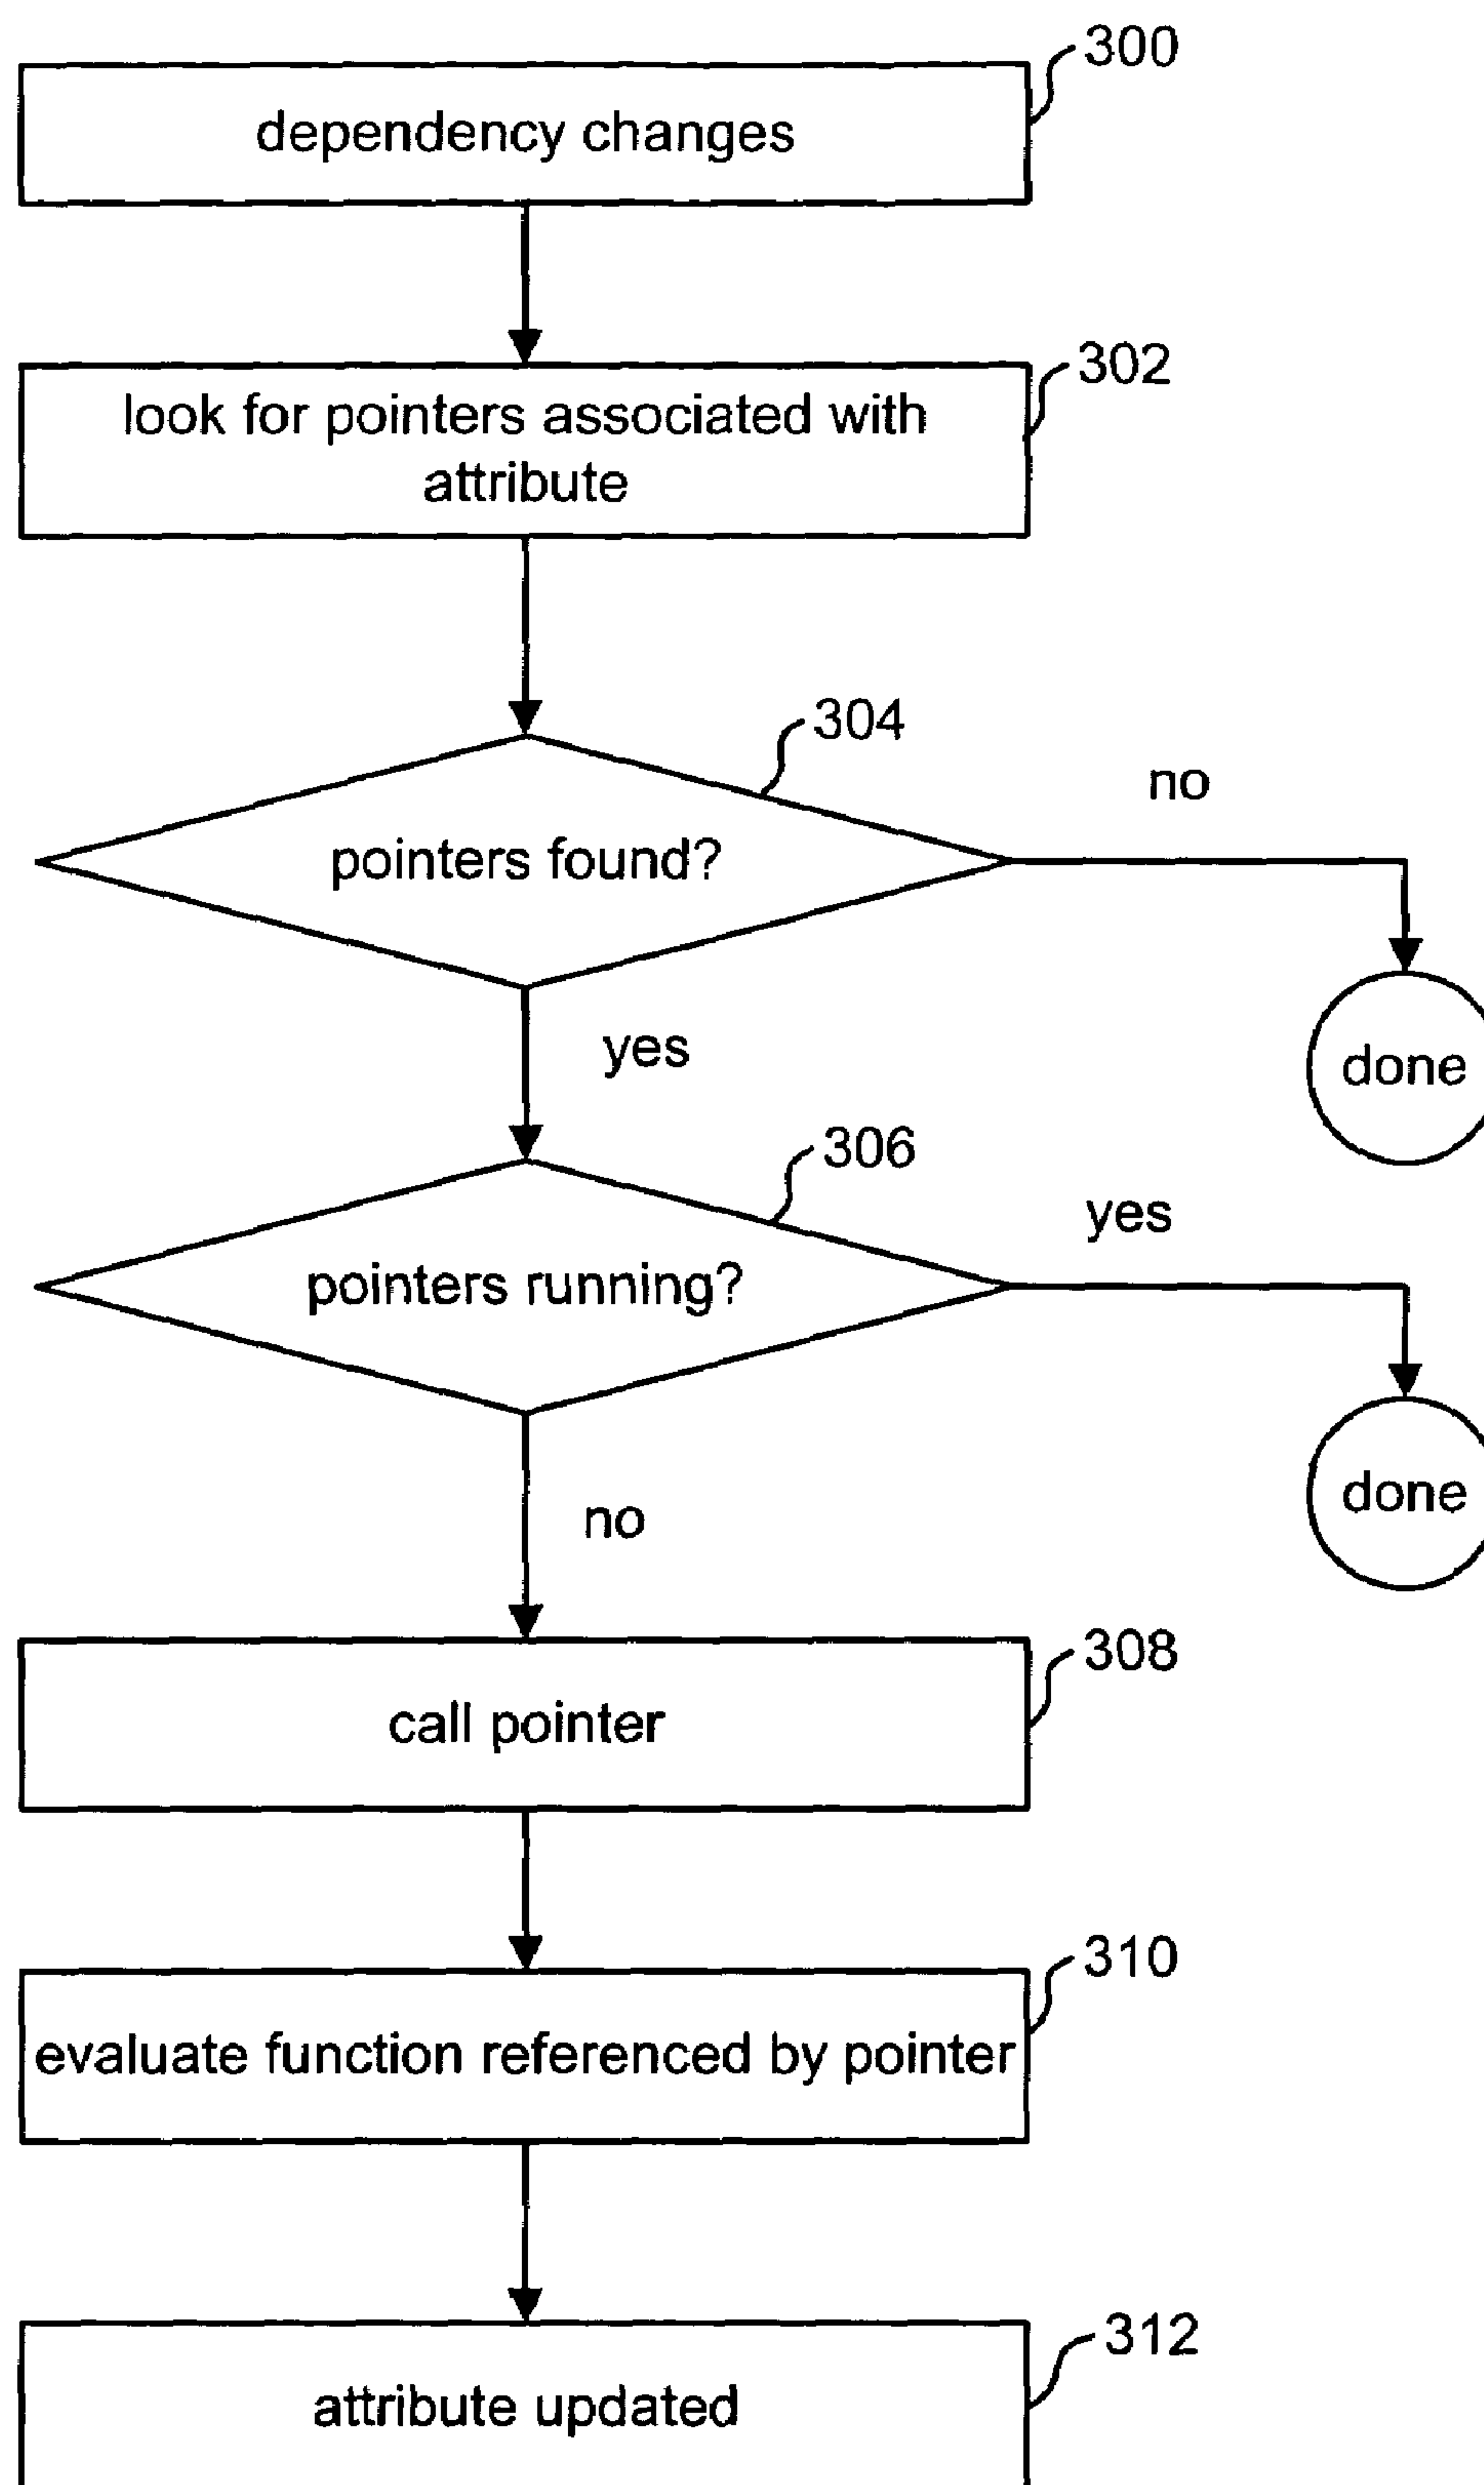 300
dependency changes
302
look for pointers associated with
attribute
304
no
pointers found?
done
yes
306
yes
pointers running?
done
no
308
call pointer
310
evaluate function referenced by pointer
312
attribute updated